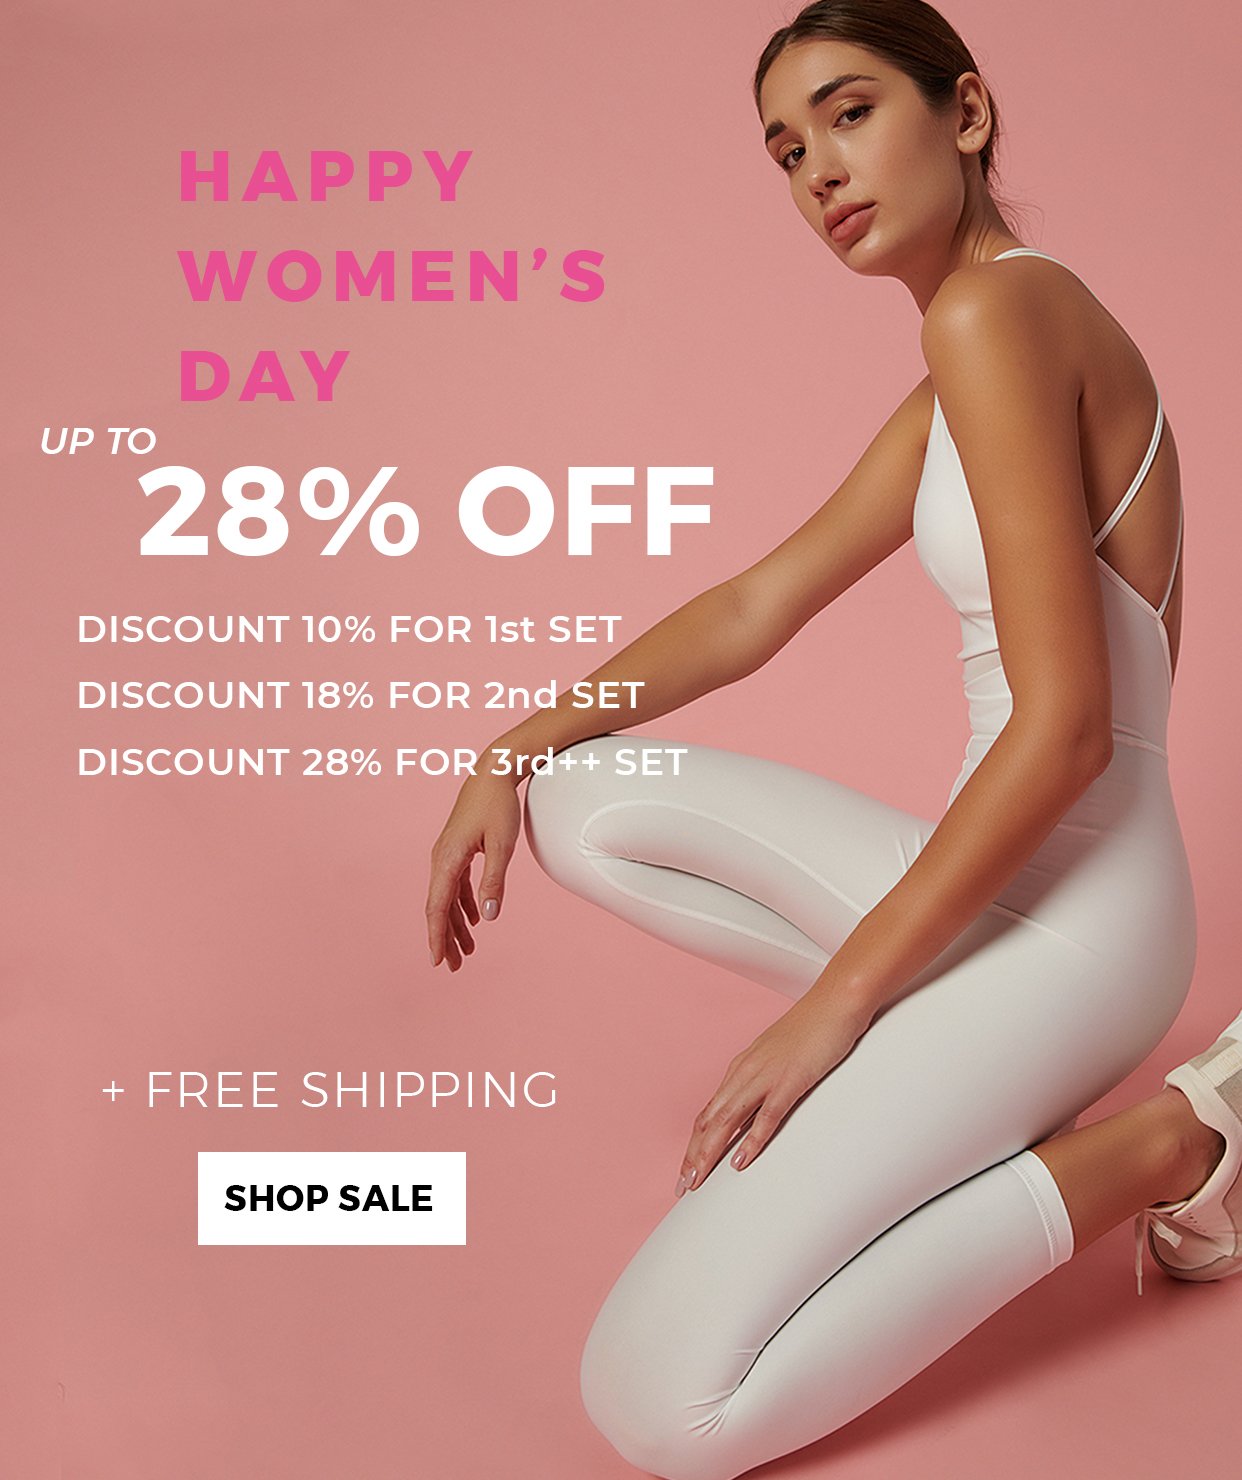 HAPPY
WOMEN’S
DAY
UP TO
28% OFF
DISCOUNT 10% FOR 1st SET
DISCOUNT 18% FOR 2nd SET
DISCOUNT 28% FOR 3rd++ SET
+ FREE SHIPPING
SHOP SALE